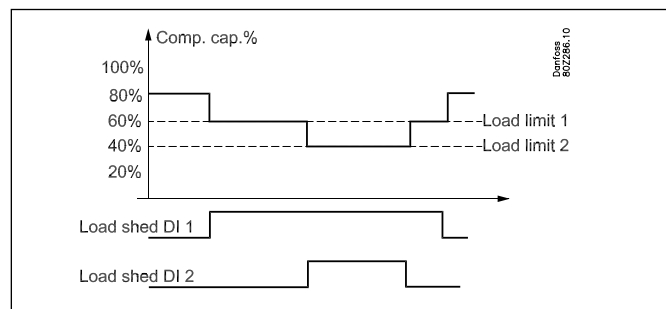 Comp. cap.%
Danfoss
80Z286.10
100%
80%
60%
Load limit 1
40%
Load limit 2
20%
Load shed DI 1
Load shed DI 2